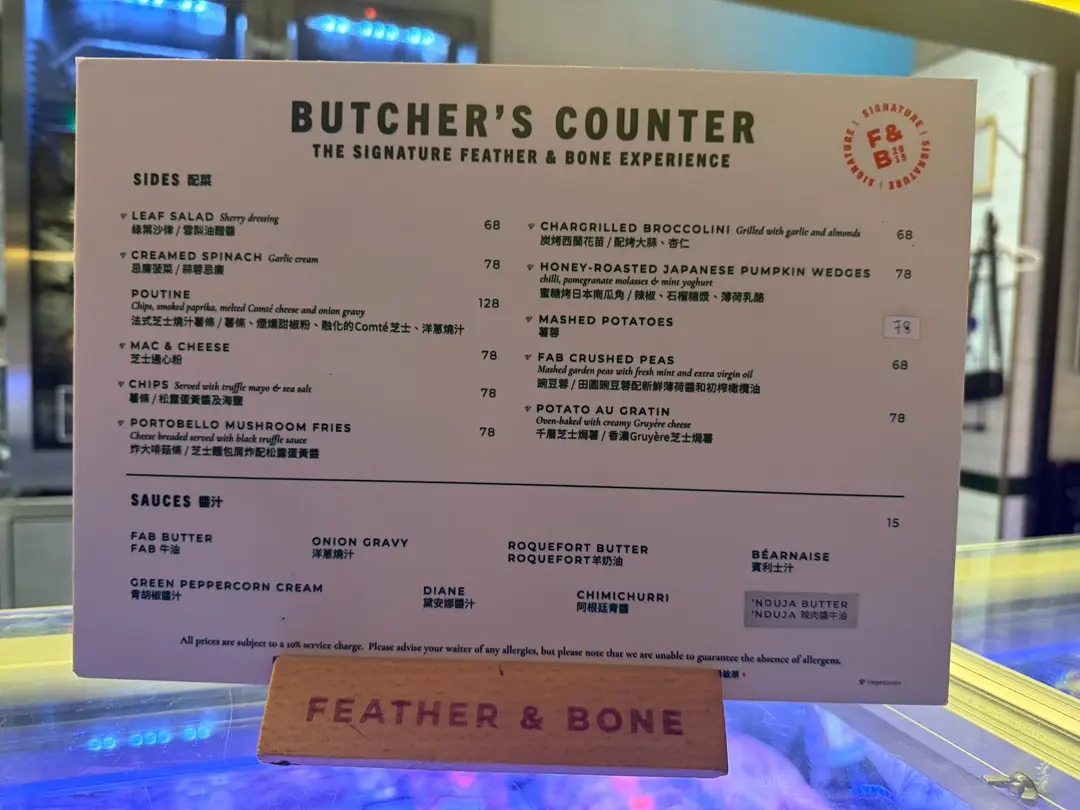 BUTCHER'S COUNTER
THE SIGNATURE FEATHER & BONE EXPERIENCE
SIGNATURE | SIGNATURE | SIGNATURE |
F&
B 20
15
SIDES 配菜
LEAF SALAD Sherry dressing 68
綠葉沙律 / 雪梨油醋醬
CREAMED SPINACH Garlic cream 78
忌廉菠菜 / 蒜蓉忌廉
POUTINE 128
Chips, smoked paprika, melted Comté cheese and onion gravy
法式芝士燒汁薯條 / 薯條、煙燻甜椒粉、融化的Comté芝士、洋蔥燒汁
MAC & CHEESE 78
芝士通心粉
CHIPS Served with truffle mayo & sea salt 78
薯條 / 松露蛋黃醬及海鹽
PORTOBELLO MUSHROOM FRIES 78
Cheese breaded served with black truffle sauce
炸大啡菇條 / 芝士麵包屑炸配松露蛋黃醬
CHARGRILLED BROCCOLINI Grilled with garlic and almonds 68
炭烤西蘭花苗 / 配烤大蒜、杏仁
HONEY-ROASTED JAPANESE PUMPKIN WEDGES 78
chilli, pomegranate molasses & mint yoghurt
蜜糖烤日本南瓜角 / 辣椒、石榴糖漿、薄荷乳酪
MASHED POTATOES 78
薯蓉
FAB CRUSHED PEAS 68
Mashed garden peas with fresh mint and extra virgin oil
豌豆蓉 / 田園豌豆蓉配新鮮薄荷醬和初榨橄欖油
POTATO AU GRATIN 78
Oven-baked with creamy Gruyère cheese
千層芝士焗薯 / 香濃Gruyère芝士焗薯
SAUCES 醬汁 15
FAB BUTTER
FAB 牛油
ONION GRAVY
洋蔥燒汁
ROQUEFORT BUTTER
ROQUEFORT羊奶油
BÉARNAISE
賓利士汁
GREEN PEPPERCORN CREAM
青胡椒醬汁
DIANE
黛安娜醬汁
CHIMICHURRI
阿根廷青醬
'NDUJA BUTTER
'NDUJA 辣肉醬牛油
All prices are subject to a 10% service charge. Please advise your waiter of any allergies, but please note that we are unable to guarantee the absence of allergens.
Vegetarian
FEATHER & BONE